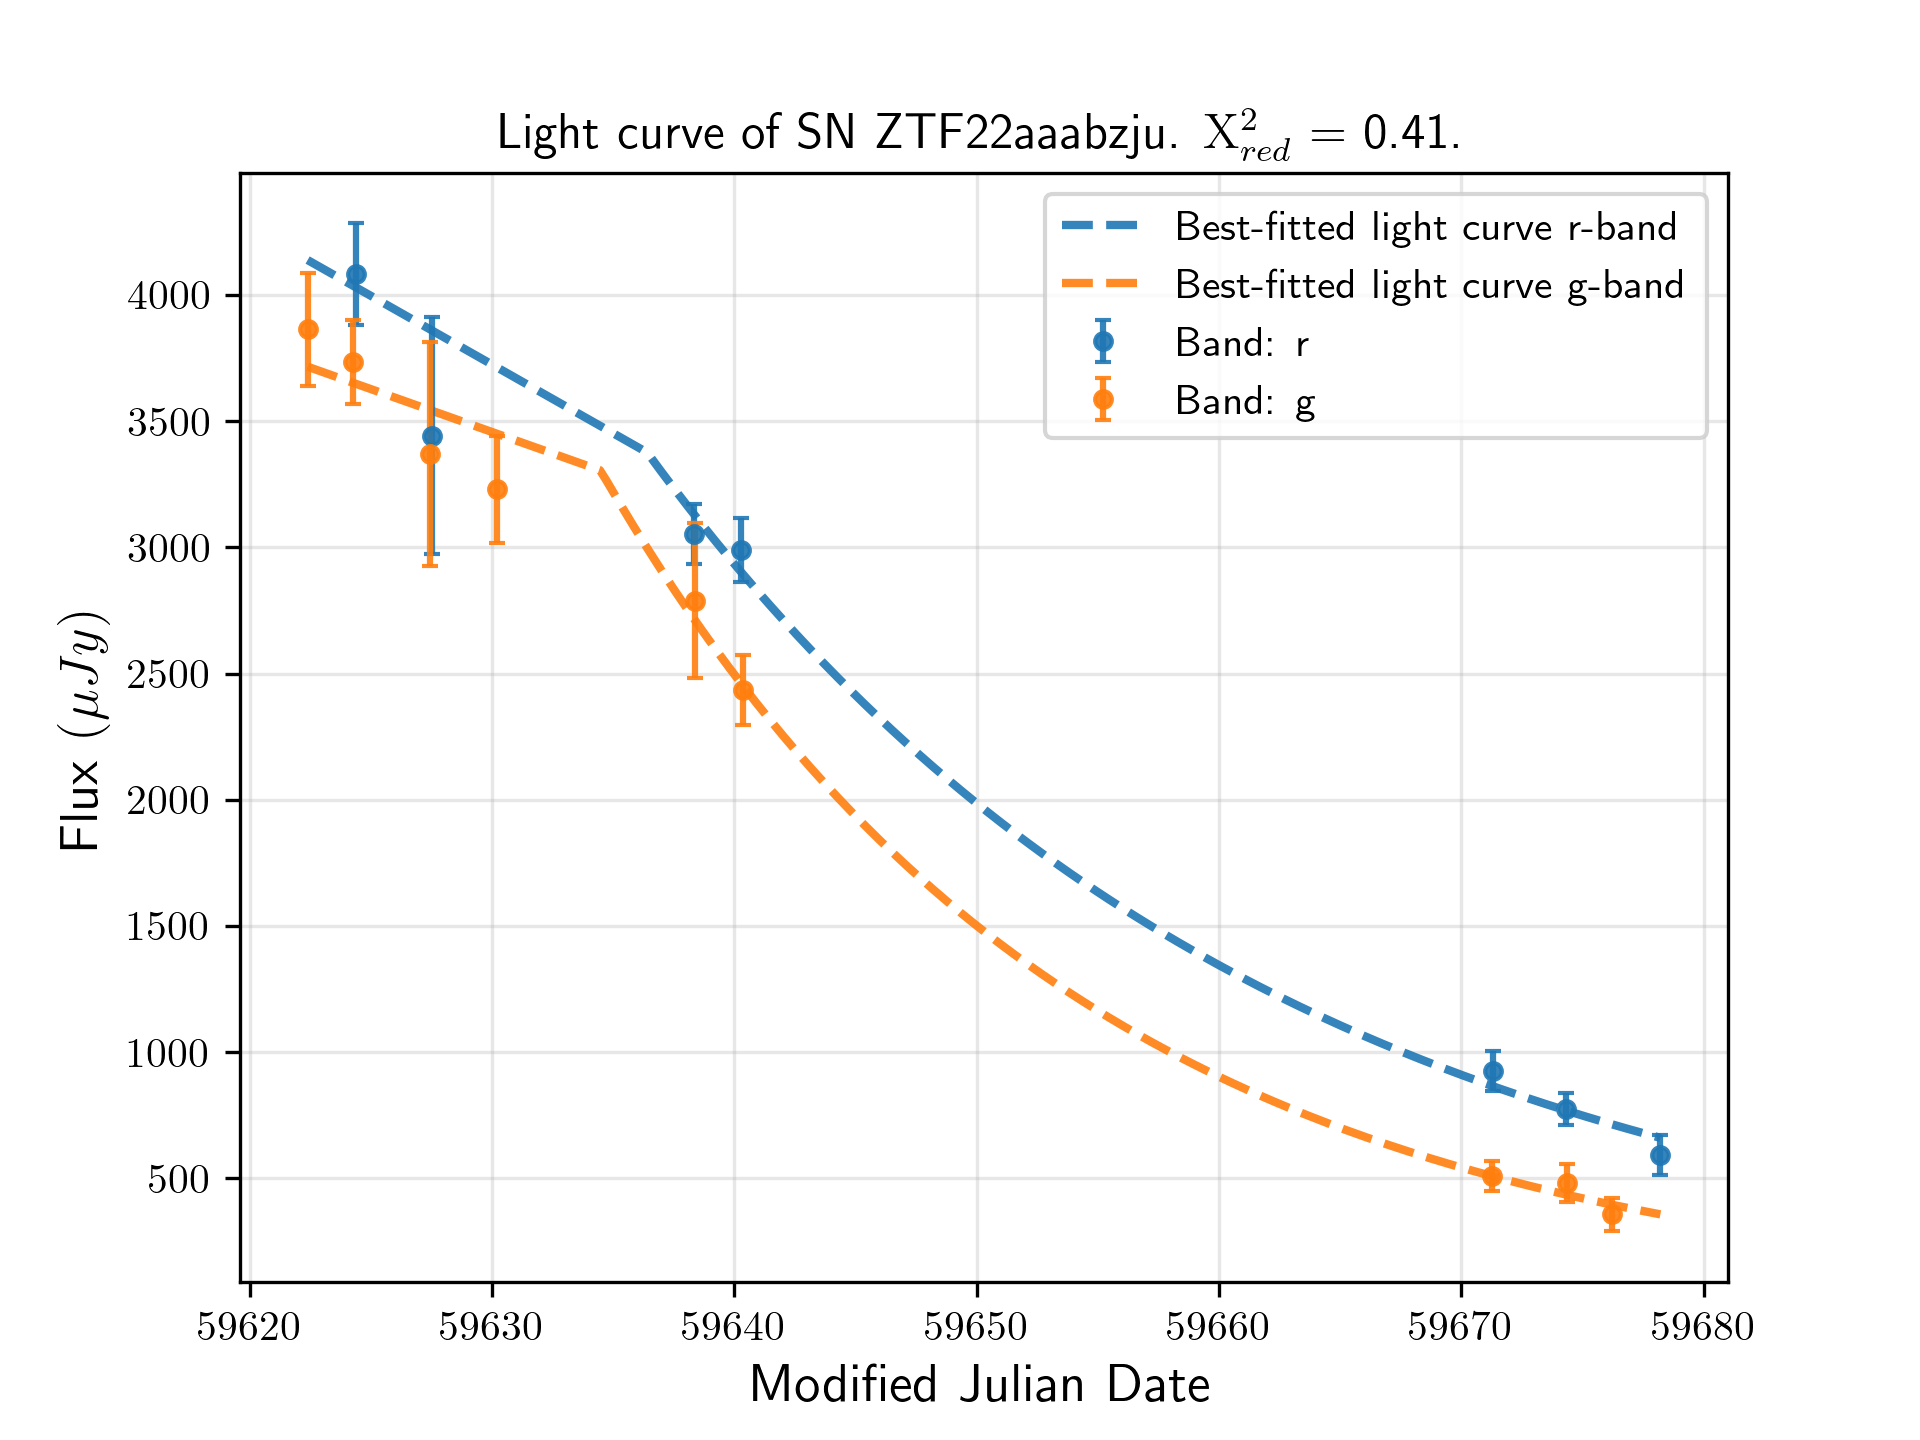 Light curve of SN ZTF22aaabzju. X²_red = 0.41.
Best-fitted light curve r-band
Best-fitted light curve g-band
Band: r
Band: g
Flux (μJy)
4000
3500
3000
2500
2000
1500
1000
500
59620 59630 59640 59650 59660 59670 59680
Modified Julian Date